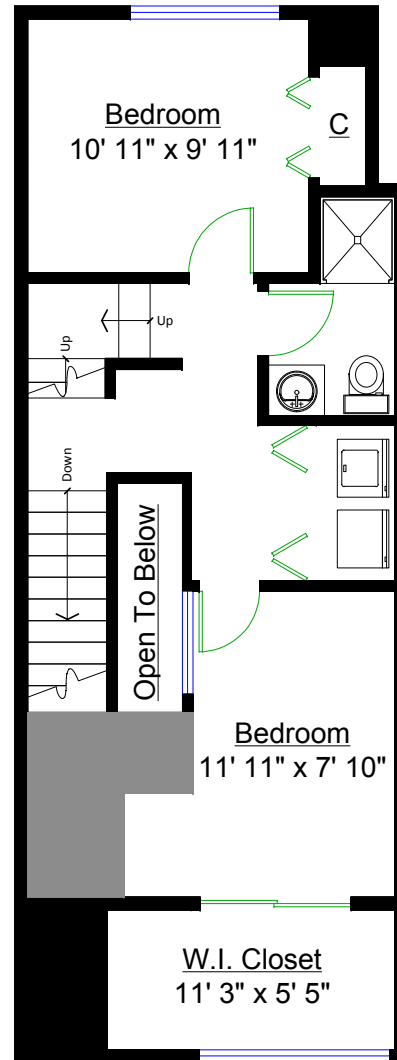 Bedroom
10' 11" x 9' 11"
C
Up
Up
Down
Open To Below
Bedroom
11' 11" x 7' 10"
W.I. Closet
11' 3" x 5' 5"